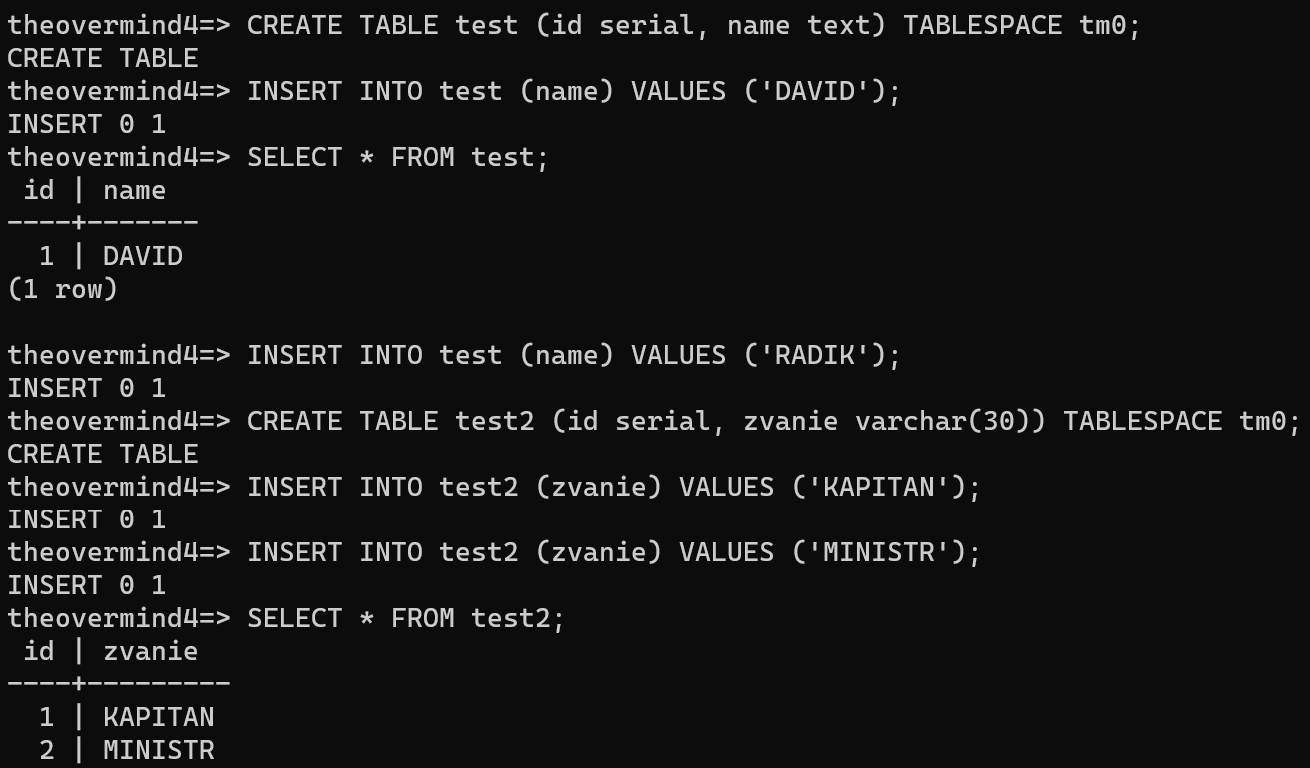 theovermind4=> CREATE TABLE test (id serial, name text) TABLESPACE tm0;
CREATE TABLE
theovermind4=> INSERT INTO test (name) VALUES ('DAVID');
INSERT 0 1
theovermind4=> SELECT * FROM test;
 id | name
----+-------
  1 | DAVID
(1 row)

theovermind4=> INSERT INTO test (name) VALUES ('RADIK');
INSERT 0 1
theovermind4=> CREATE TABLE test2 (id serial, zvanie varchar(30)) TABLESPACE tm0;
CREATE TABLE
theovermind4=> INSERT INTO test2 (zvanie) VALUES ('KAPITAN');
INSERT 0 1
theovermind4=> INSERT INTO test2 (zvanie) VALUES ('MINISTR');
INSERT 0 1
theovermind4=> SELECT * FROM test2;
 id | zvanie
----+---------
  1 | KAPITAN
  2 | MINISTR